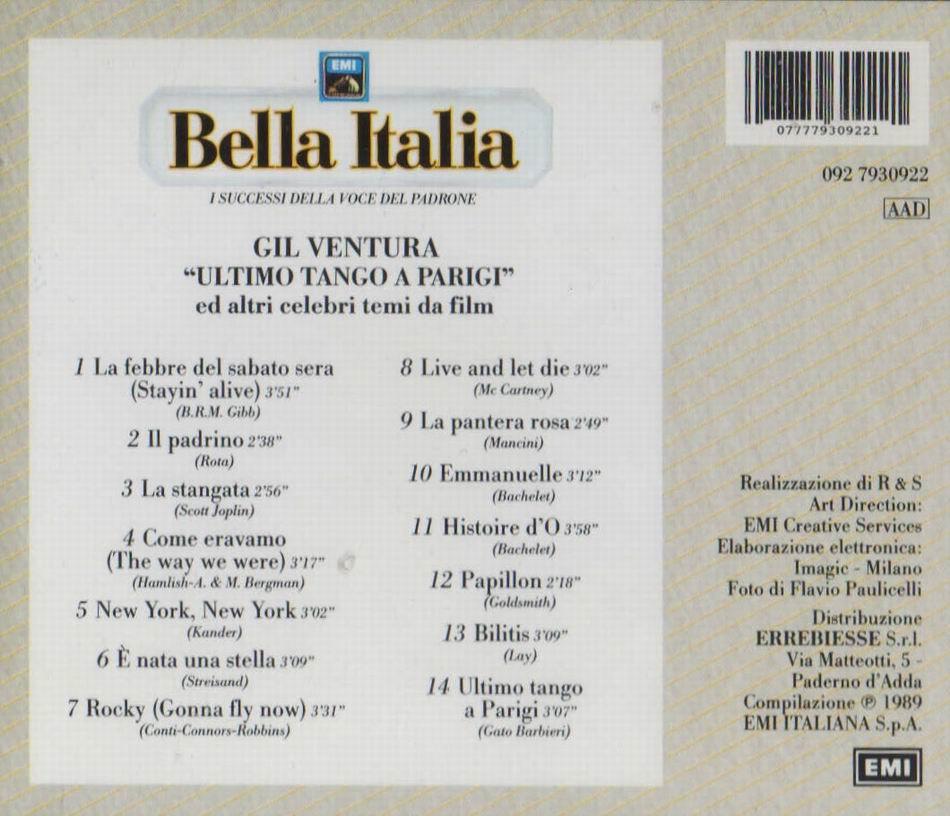 EMI
Bella Italia
I SUCCESSI DELLA VOCE DEL PADRONE
GIL VENTURA
“ULTIMO TANGO A PARIGI”
ed altri celebri temi da film
1 La febbre del sabato sera
(Stayin’ alive) 3’51”
(B.R.M. Gibb)
2 Il padrino 2’38”
(Rota)
3 La stangata 2’56”
(Scott Joplin)
4 Come eravamo
(The way we were) 3’17”
(Hamlish-A. & M. Bergman)
5 New York, New York 3’02”
(Kander)
6 È nata una stella 3’09”
(Streisand)
7 Rocky (Gonna fly now) 3’31”
(Conti-Connors-Robbins)
8 Live and let die 3’02”
(Mc Cartney)
9 La pantera rosa 2’49”
(Mancini)
10 Emmanuelle 3’12”
(Bachelet)
11 Histoire d’O 3’58”
(Bachelet)
12 Papillon 2’18”
(Goldsmith)
13 Bilitis 3’09”
(Lay)
14 Ultimo tango
a Parigi 3’07”
(Gato Barbieri)
077779309221
092 7930922
AAD
Realizzazione di R & S
Art Direction:
EMI Creative Services
Elaborazione elettronica:
Imagic - Milano
Foto di Flavio Paulicelli
Distribuzione
ERREBIESSE S.r.l.
Via Matteotti, 5 -
Paderno d’Adda
Compilazione ℗ 1989
EMI ITALIANA S.p.A.
EMI